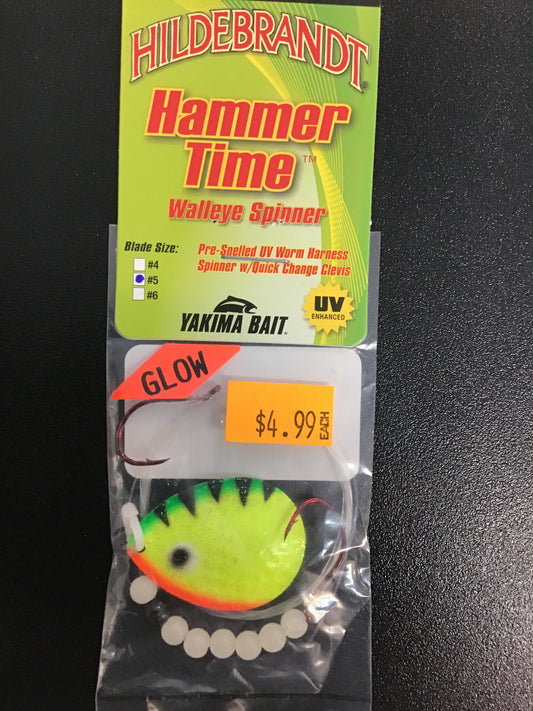 HILDEBRANDT®
Hammer
Time™
Walleye Spinner
Blade Size:
#4
#5
#6
Pre-Snelled UV Worm Harness
Spinner w/Quick Change Clevis
UV
ENHANCED
YAKIMA BAIT®
GLOW
$4.99 EACH